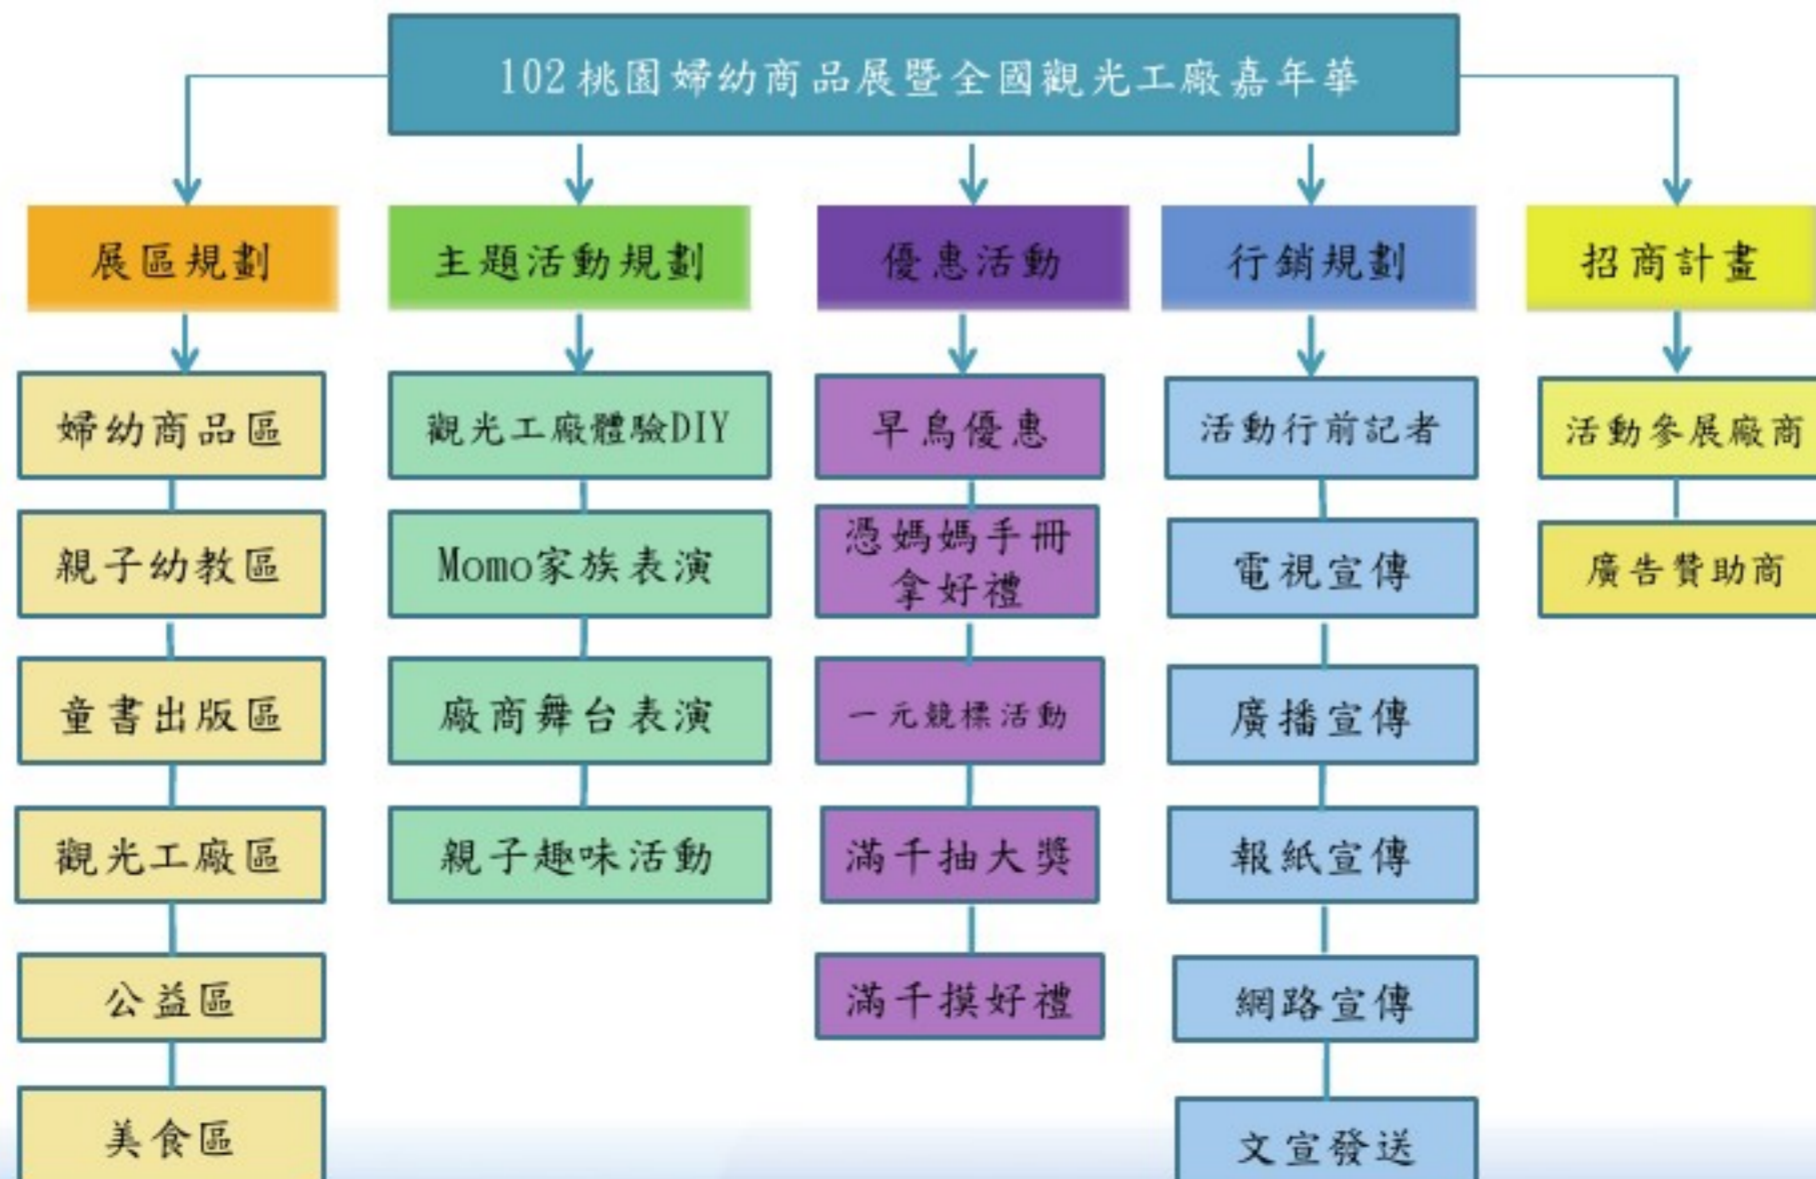 102桃園婦幼商品展暨全國觀光工廠嘉年華
展區規劃
婦幼商品區
親子幼教區
童書出版區
觀光工廠區
公益區
美食區
主題活動規劃
觀光工廠體驗DIY
Momo家族表演
廠商舞台表演
親子趣味活動
優惠活動
早鳥優惠
憑媽媽手冊
拿好禮
一元競標活動
滿千抽大獎
滿千摸好禮
行銷規劃
活動行前記者
電視宣傳
廣播宣傳
報紙宣傳
網路宣傳
文宣發送
招商計畫
活動參展廠商
廣告贊助商